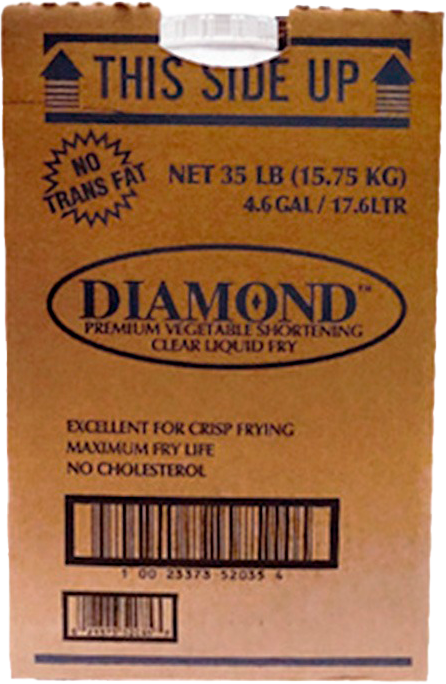 THIS SIDE UP
NO
TRANS FAT
NET 35 LB (15.75 KG)
4.6 GAL / 17.6LTR
DIAMOND™
PREMIUM VEGETABLE SHORTENING
CLEAR LIQUID FRY
EXCELLENT FOR CRISP FRYING
MAXIMUM FRY LIFE
NO CHOLESTEROL
1 00 23373 52035 4